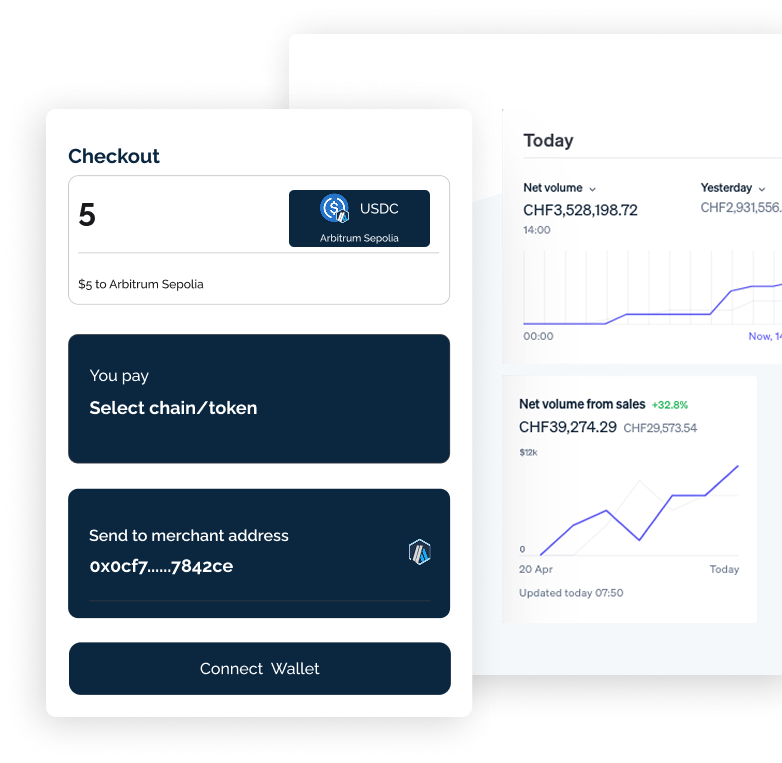 Checkout
5
USDC
Arbitrum Sepolia
$5 to Arbitrum Sepolia
You pay
Select chain/token
Send to merchant address
0x0cf7......7842ce
Connect Wallet
Today
Net volume
CHF3,528,198.72
14:00
Yesterday
CHF2,931,556.
00:00
Now, 14
Net volume from sales +32.8%
CHF39,274.29 CHF29,573.54
$12k
0
20 Apr
Today
Updated today 07:50